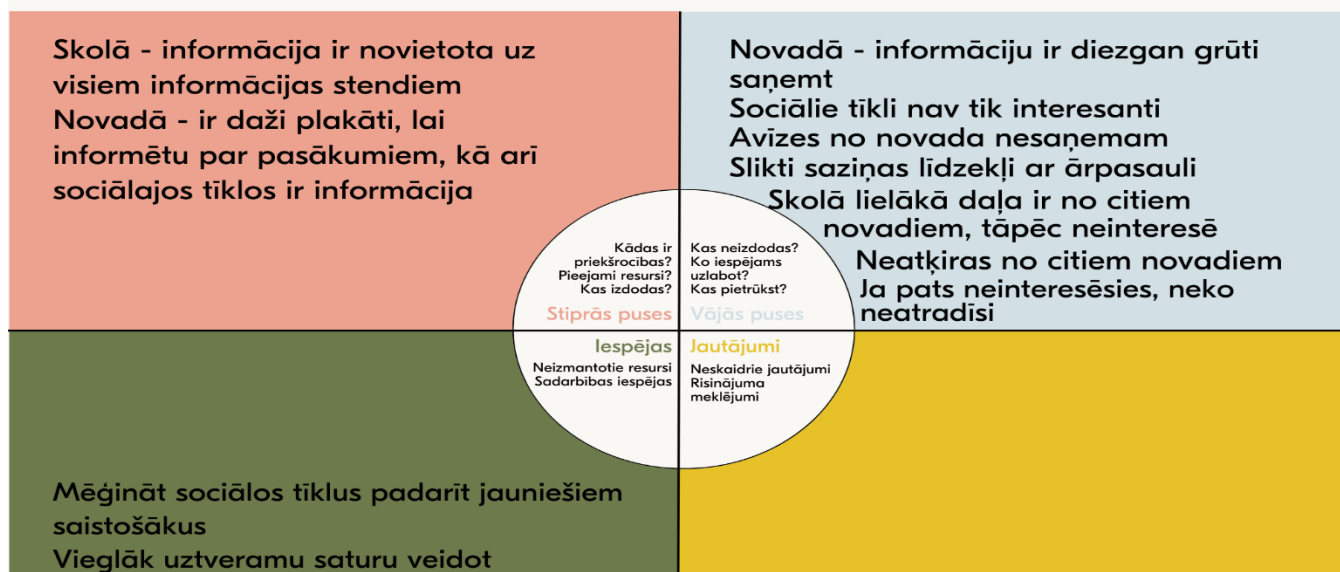 Skolā - informācija ir novietota uz
visiem informācijas stendiem
Novadā - ir daži plakāti, lai
informētu par pasākumiem, kā arī
sociālajos tīklos ir informācija
Novadā - informāciju ir diezgan grūti
saņemt
Sociālie tīkli nav tik interesanti
Avīzes no novada nesaņemam
Slikti saziņas līdzekļi ar ārpasauli
Skolā lielākā daļa ir no citiem
novadiem, tāpēc neinteresē
Neatķiras no citiem novadiem
Ja pats neinteresēsies, neko
neatradīsi
Kādas ir
priekšrocības?
Pieejami resursi?
Kas izdodas?
Stiprās puses
Kas neizdodas?
Ko iespējams
uzlabot?
Kas pietrūkst?
Vājās puses
Iespējas
Neizmantotie resursi
Sadarbības iespējas
Jautājumi
Neskaidrie jautājumi
Risinājuma
meklējumi
Mēģināt sociālos tīklus padarīt jauniešiem
saistošākus
Vieglāk uztveramu saturu veidot